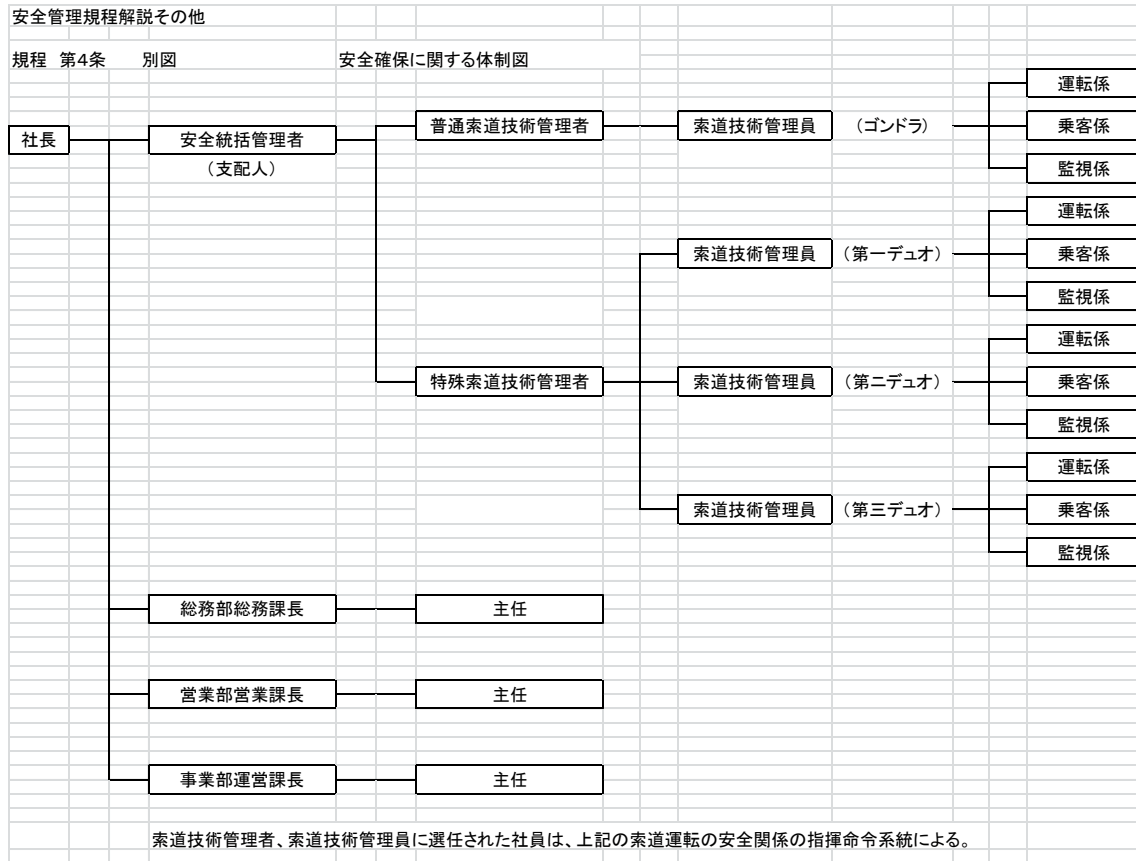 安全管理規程解説その他
規程 第4条 別図 安全確保に関する体制図
運転係
普通索道技術管理者 索道技術管理員 （ゴンドラ） 乗客係
社長 安全統括管理者
（支配人） 監視係
運転係
索道技術管理員 （第一デュオ） 乗客係
監視係
運転係
特殊索道技術管理者 索道技術管理員 （第二デュオ） 乗客係
監視係
運転係
索道技術管理員 （第三デュオ） 乗客係
監視係
総務部総務課長 主任
営業部営業課長 主任
事業部運営課長 主任
索道技術管理者、索道技術管理員に選任された社員は、上記の索道運転の安全関係の指揮命令系統による。